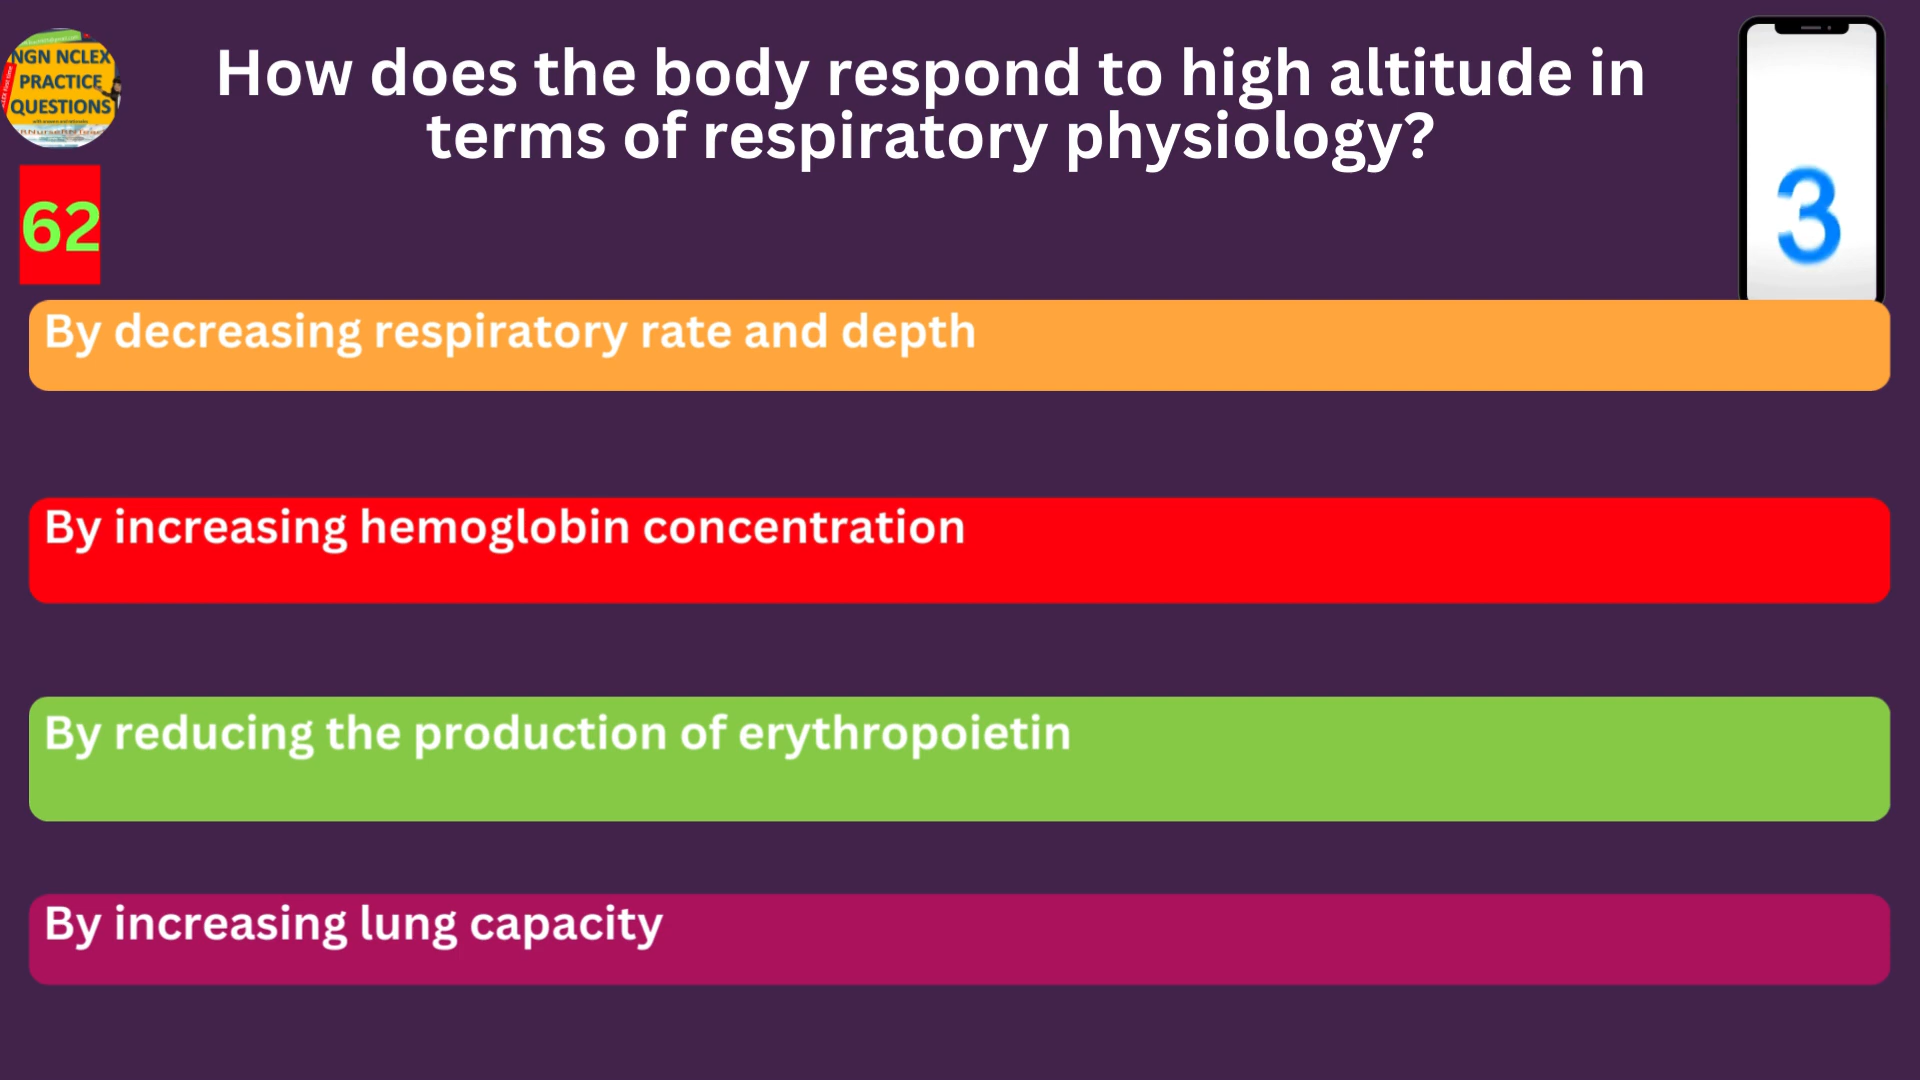 NGN NCLEX
PRACTICE
QUESTIONS
How does the body respond to high altitude in
terms of respiratory physiology?
62
3
By decreasing respiratory rate and depth
By increasing hemoglobin concentration
By reducing the production of erythropoietin
By increasing lung capacity